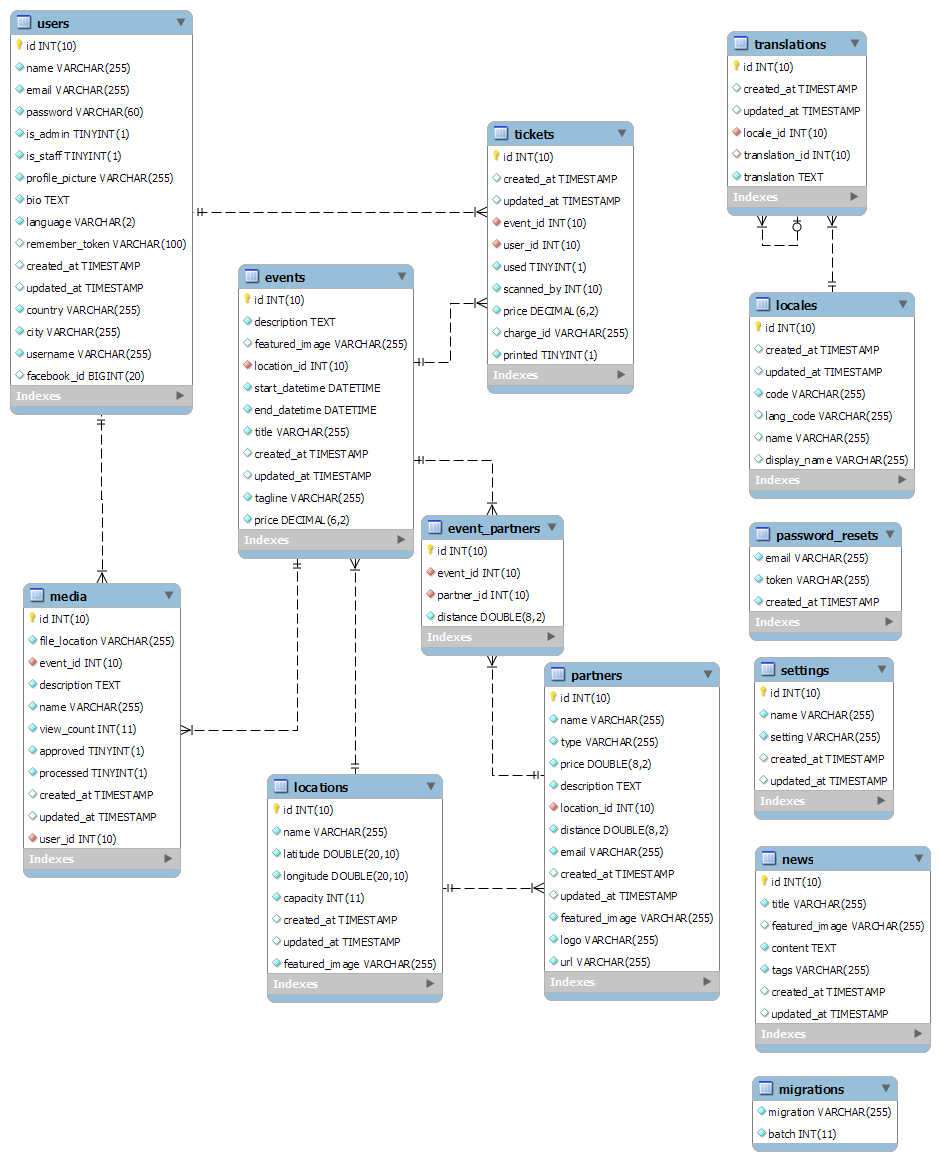 users
id INT(10)
name VARCHAR(255)
email VARCHAR(255)
password VARCHAR(60)
is_admin TINYINT(1)
is_staff TINYINT(1)
profile_picture VARCHAR(255)
bio TEXT
language VARCHAR(2)
remember_token VARCHAR(100)
created_at TIMESTAMP
updated_at TIMESTAMP
country VARCHAR(255)
city VARCHAR(255)
username VARCHAR(255)
facebook_id BIGINT(20)
Indexes
translations
id INT(10)
created_at TIMESTAMP
updated_at TIMESTAMP
locale_id INT(10)
translation_id INT(10)
translation TEXT
Indexes
tickets
id INT(10)
created_at TIMESTAMP
updated_at TIMESTAMP
event_id INT(10)
user_id INT(10)
used TINYINT(1)
scanned_by INT(10)
price DECIMAL(6,2)
charge_id VARCHAR(255)
printed TINYINT(1)
Indexes
events
id INT(10)
description TEXT
featured_image VARCHAR(255)
location_id INT(10)
start_datetime DATETIME
end_datetime DATETIME
title VARCHAR(255)
created_at TIMESTAMP
updated_at TIMESTAMP
tagline VARCHAR(255)
price DECIMAL(6,2)
Indexes
locales
id INT(10)
created_at TIMESTAMP
updated_at TIMESTAMP
code VARCHAR(255)
lang_code VARCHAR(255)
name VARCHAR(255)
display_name VARCHAR(255)
Indexes
event_partners
id INT(10)
event_id INT(10)
partner_id INT(10)
distance DOUBLE(8,2)
Indexes
password_resets
email VARCHAR(255)
token VARCHAR(255)
created_at TIMESTAMP
Indexes
media
id INT(10)
file_location VARCHAR(255)
event_id INT(10)
description TEXT
name VARCHAR(255)
view_count INT(11)
approved TINYINT(1)
processed TINYINT(1)
created_at TIMESTAMP
updated_at TIMESTAMP
user_id INT(10)
Indexes
partners
id INT(10)
name VARCHAR(255)
type VARCHAR(255)
price DOUBLE(8,2)
description TEXT
location_id INT(10)
distance DOUBLE(8,2)
email VARCHAR(255)
created_at TIMESTAMP
updated_at TIMESTAMP
featured_image VARCHAR(255)
logo VARCHAR(255)
url VARCHAR(255)
Indexes
settings
id INT(10)
name VARCHAR(255)
setting VARCHAR(255)
created_at TIMESTAMP
updated_at TIMESTAMP
Indexes
locations
id INT(10)
name VARCHAR(255)
latitude DOUBLE(20,10)
longitude DOUBLE(20,10)
capacity INT(11)
created_at TIMESTAMP
updated_at TIMESTAMP
featured_image VARCHAR(255)
Indexes
news
id INT(10)
title VARCHAR(255)
featured_image VARCHAR(255)
content TEXT
tags VARCHAR(255)
created_at TIMESTAMP
updated_at TIMESTAMP
Indexes
migrations
migration VARCHAR(255)
batch INT(11)